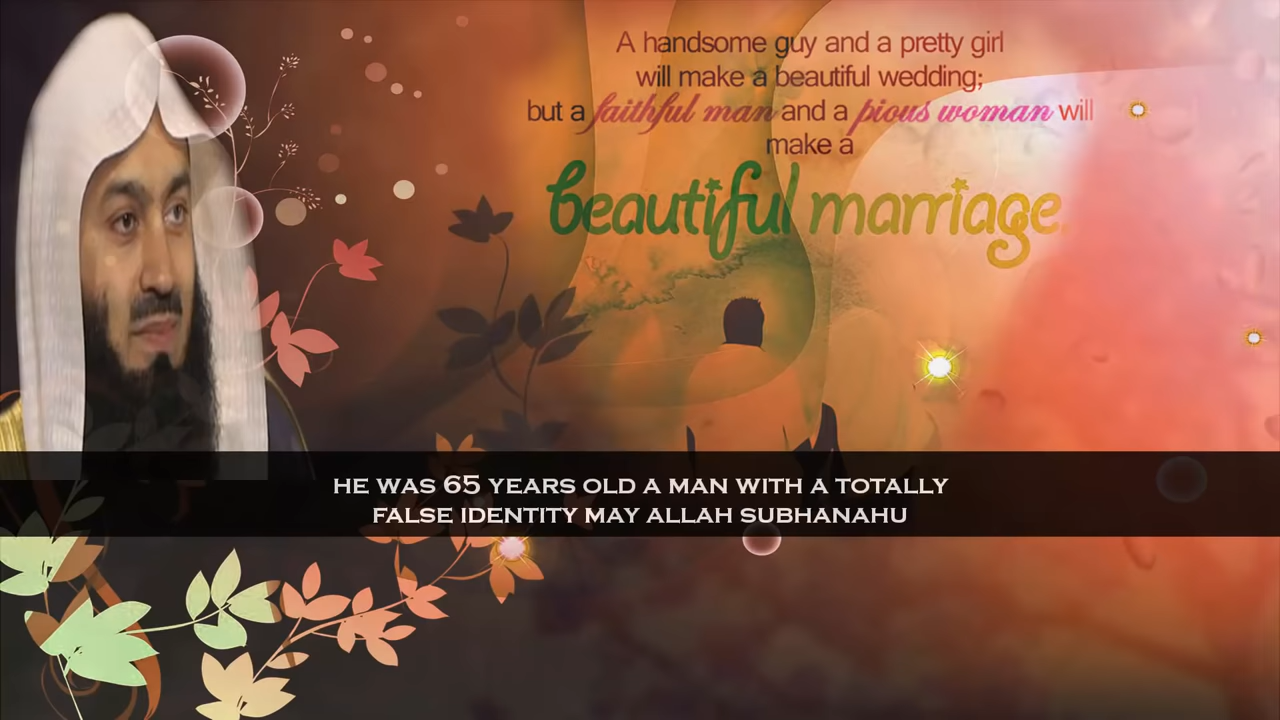 A handsome guy and a pretty girl
will make a beautiful wedding;
but a faithful man and a pious woman will
make a
beautiful marriage.
HE WAS 65 YEARS OLD A MAN WITH A TOTALLY
FALSE IDENTITY MAY ALLAH SUBHANAHU